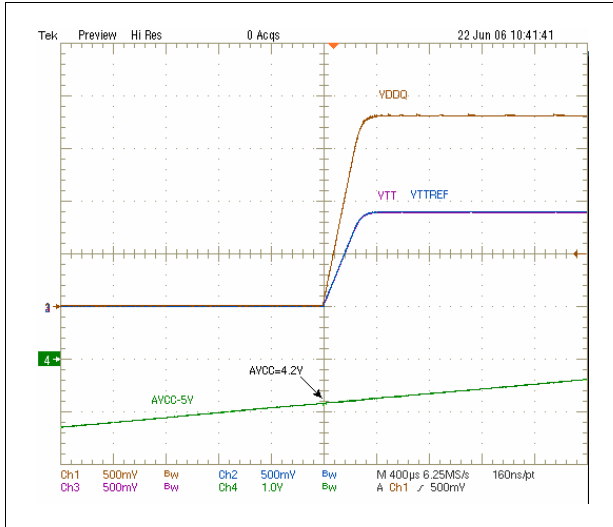 Tek Preview Hi Res 0 Acqs 22 Jun 06 10:41:41
VDDQ
VTT VTTREF
3
4
AVCC=4.2V
AVCC-5V
Ch1 500mV Bw Ch2 500mV Bw M 400µs 6.25MS/s 160ns/pt
Ch3 500mV Bw Ch4 1.0V Bw A Ch1 ∕ 500mV